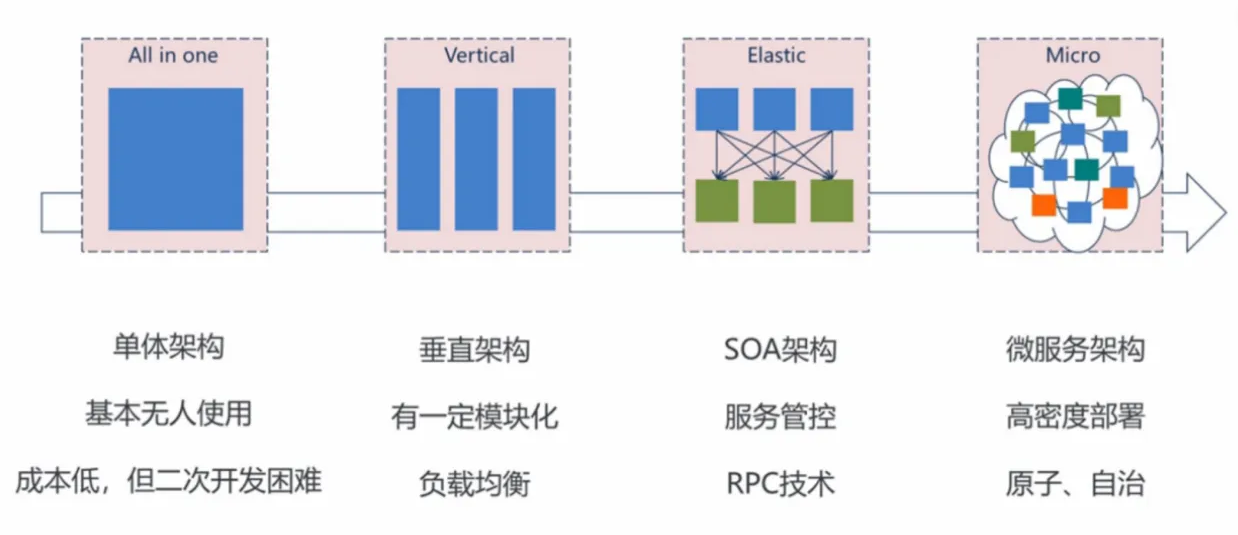 All in one
Vertical
Elastic
Micro
单体架构
垂直架构
SOA架构
微服务架构
基本无人使用
有一定模块化
服务管控
高密度部署
成本低，但二次开发困难
负载均衡
RPC技术
原子、自治